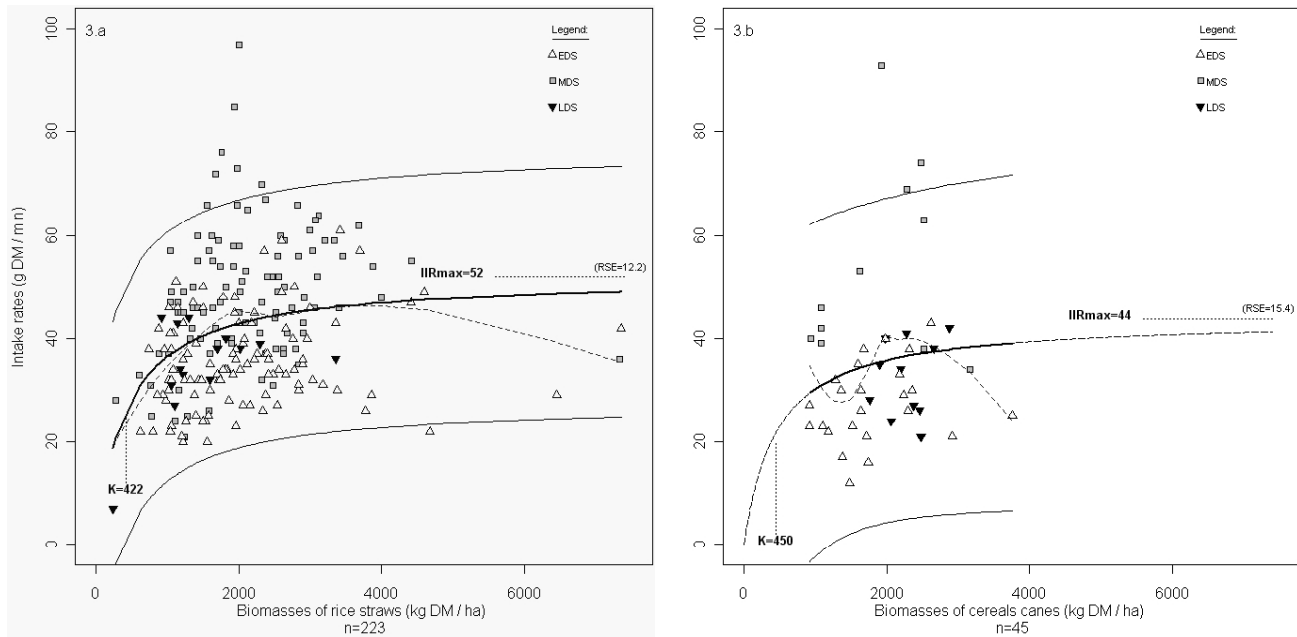 3.a
Legend:
EDS
MDS
LDS
100
80
60
40
20
0
Intake rates (g DM / m n)
IIRmax=52
(RSE=12.2)
K=422
0
2000
4000
6000
Biomasses of rice straws (kg DM / ha)
n=223
3.b
Legend:
EDS
MDS
LDS
100
80
60
40
20
0
IIRmax=44
(RSE=15.4)
K=450
0
2000
4000
6000
Biomasses of cereals canes (kg DM / ha)
n=45